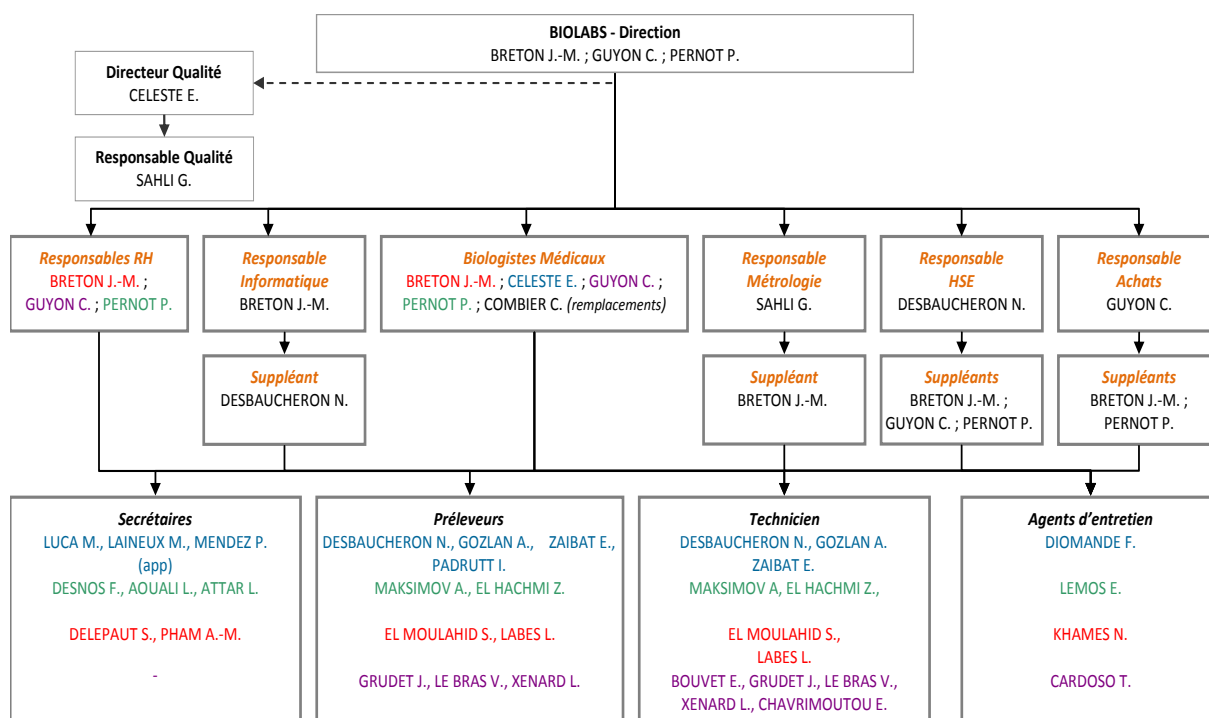 BIOLABS - Direction
BRETON J.-M. ; GUYON C. ; PERNOT P.
Directeur Qualité
CELESTE E.
Responsable Qualité
SAHLI G.
Responsables RH
BRETON J.-M. ;
GUYON C. ; PERNOT P.
Responsable
Informatique
BRETON J.-M.
Biologistes Médicaux
BRETON J.-M. ; CELESTE E. ; GUYON C. ;
PERNOT P. ; COMBIER C. (remplacements)
Responsable
Métrologie
SAHLI G.
Responsable
HSE
DESBAUCHERON N.
Responsable
Achats
GUYON C.
Suppléant
DESBAUCHERON N.
Suppléant
BRETON J.-M.
Suppléants
BRETON J.-M. ;
GUYON C. ; PERNOT P.
Suppléants
BRETON J.-M. ;
PERNOT P.
Secrétaires
LUCA M., LAINEUX M., MENDEZ P.
(app)
DESNOS F., AOUALI L., ATTAR L.
DELEPAUT S., PHAM A.-M.
-
Préleveurs
DESBAUCHERON N., GOZLAN A., ZAIBAT E.,
PADRUTT I.
MAKSIMOV A., EL HACHMI Z.
EL MOULAHID S., LABES L.
GRUDET J., LE BRAS V., XENARD L.
Technicien
DESBAUCHERON N., GOZLAN A.
ZAIBAT E.
MAKSIMOV A, EL HACHMI Z.,
EL MOULAHID S.,
LABES L.
BOUVET E., GRUDET J., LE BRAS V.,
XENARD L., CHAVRIMOUTOU E.
Agents d'entretien
DIOMANDE F.
LEMOS E.
KHAMES N.
CARDOSO T.